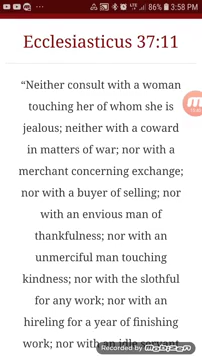 86% 3:58 PM
Ecclesiasticus 37:11
“Neither consult with a woman
touching her of whom she is
jealous; neither with a coward
in matters of war; nor with a
merchant concerning exchange;
nor with a buyer of selling; nor
with an envious man of
thankfulness; nor with an
unmerciful man touching
kindness; nor with the slothful
for any work; nor with an
hireling for a year of finishing
work; nor with an idle servant
Recorded by